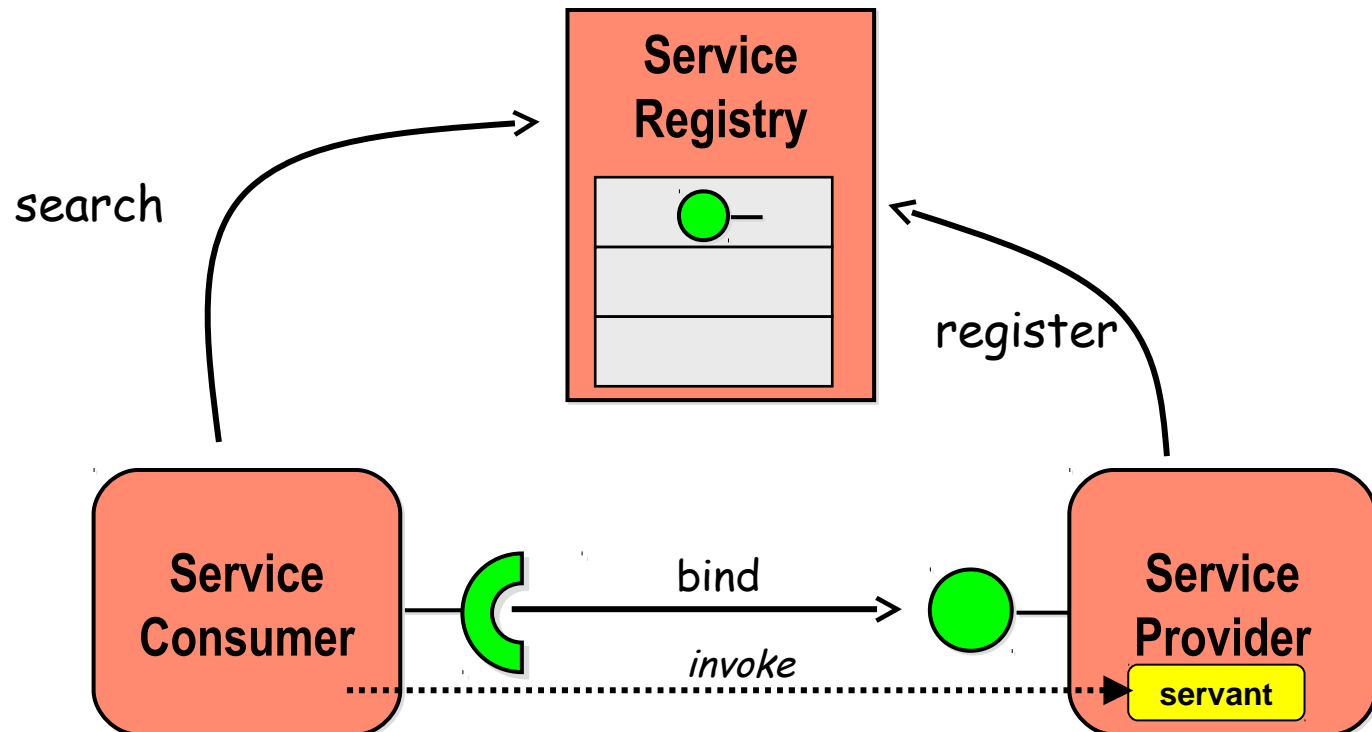 Service
Registry
search
register
Service
Consumer
bind
invoke
Service
Provider
servant